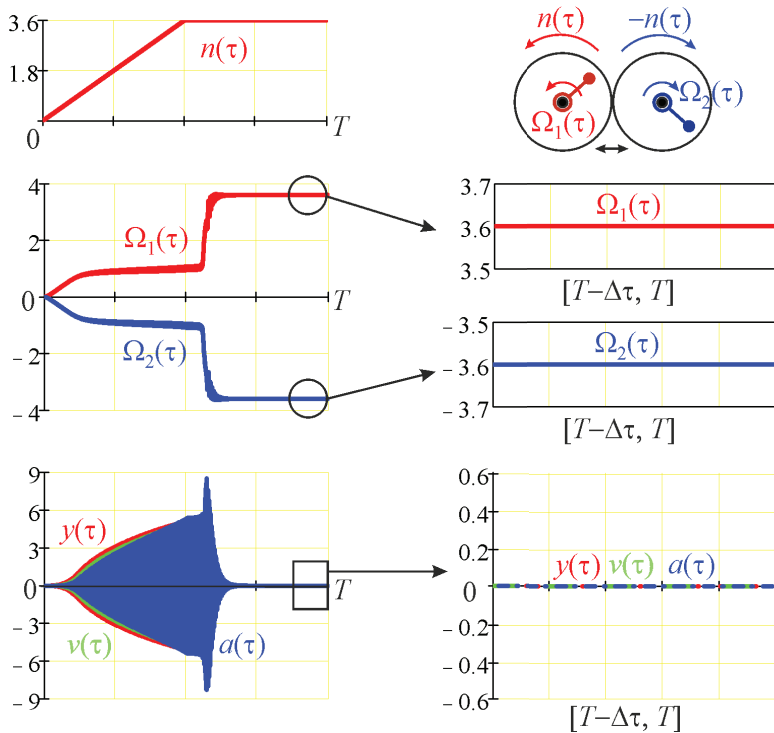 3.6
n(τ)
1.8
0
T
n(τ)
−n(τ)
Ω1(τ)
Ω2(τ)
4
2
0
−2
−4
Ω1(τ)
Ω2(τ)
T
3.7
3.6
3.5
Ω1(τ)
[T−Δτ, T]
−3.5
−3.6
−3.7
Ω2(τ)
[T−Δτ, T]
9
6
3
0
−3
−6
−9
y(τ)
v(τ)
a(τ)
T
0.6
0.4
0.2
0
−0.2
−0.4
−0.6
y(τ) v(τ) a(τ)
[T−Δτ, T]